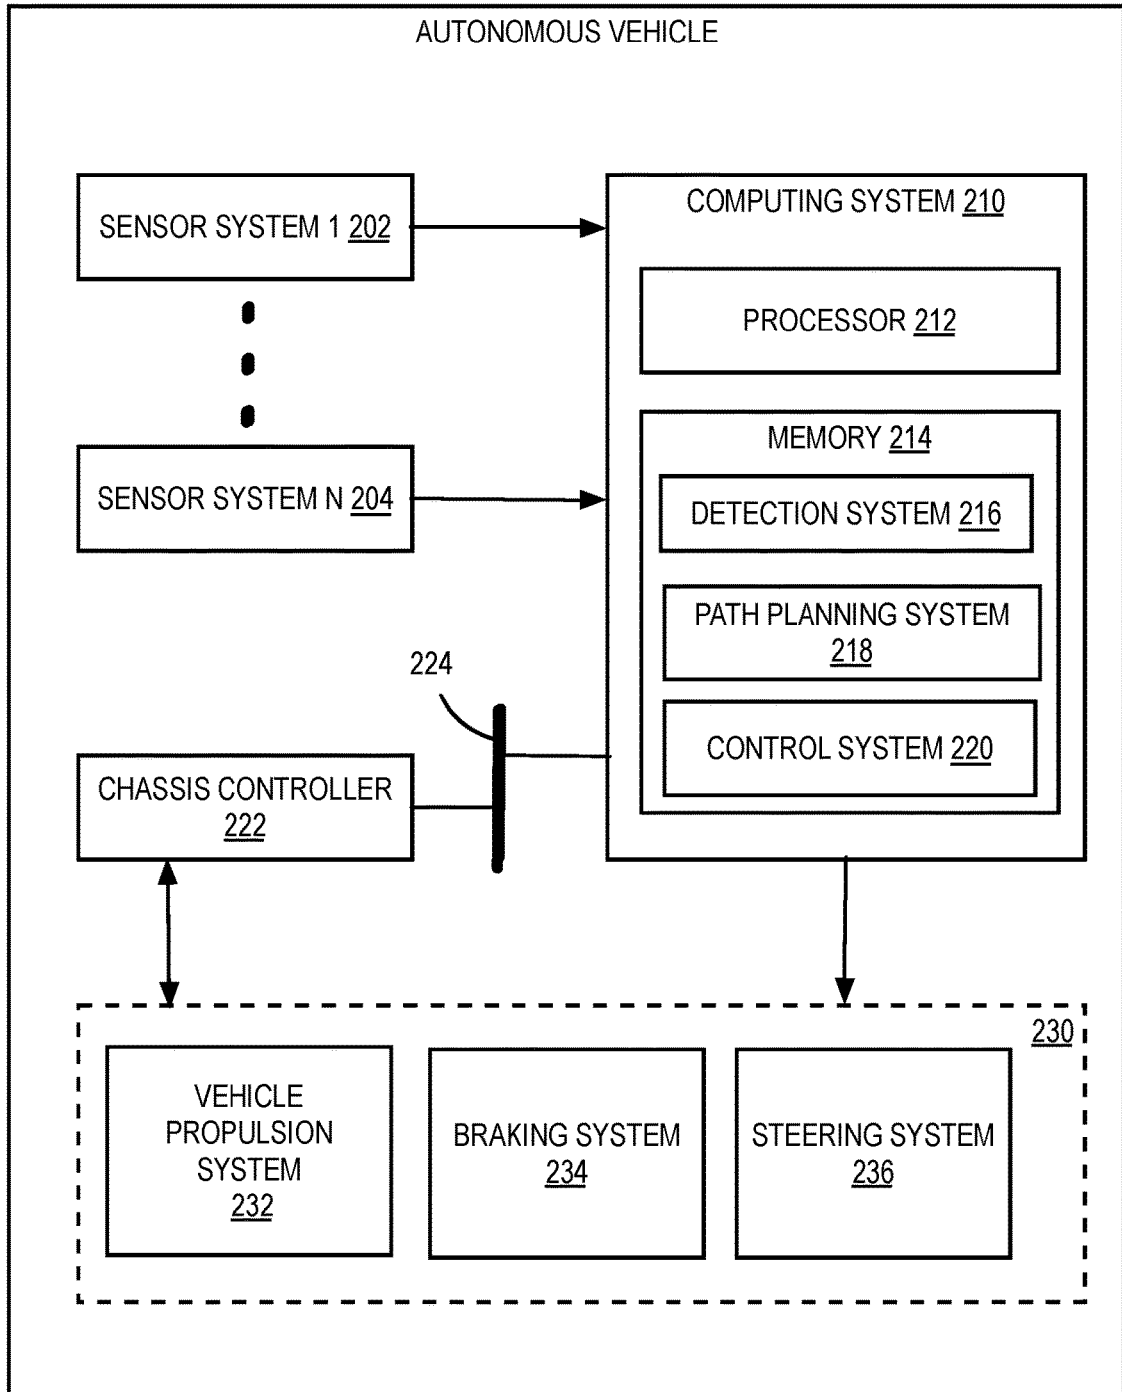 AUTONOMOUS VEHICLE
SENSOR SYSTEM 1 202
COMPUTING SYSTEM 210
PROCESSOR 212
SENSOR SYSTEM N 204
MEMORY 214
DETECTION SYSTEM 216
PATH PLANNING SYSTEM
218
CONTROL SYSTEM 220
224
CHASSIS CONTROLLER
222
230
VEHICLE
PROPULSION
SYSTEM
232
BRAKING SYSTEM
234
STEERING SYSTEM
236